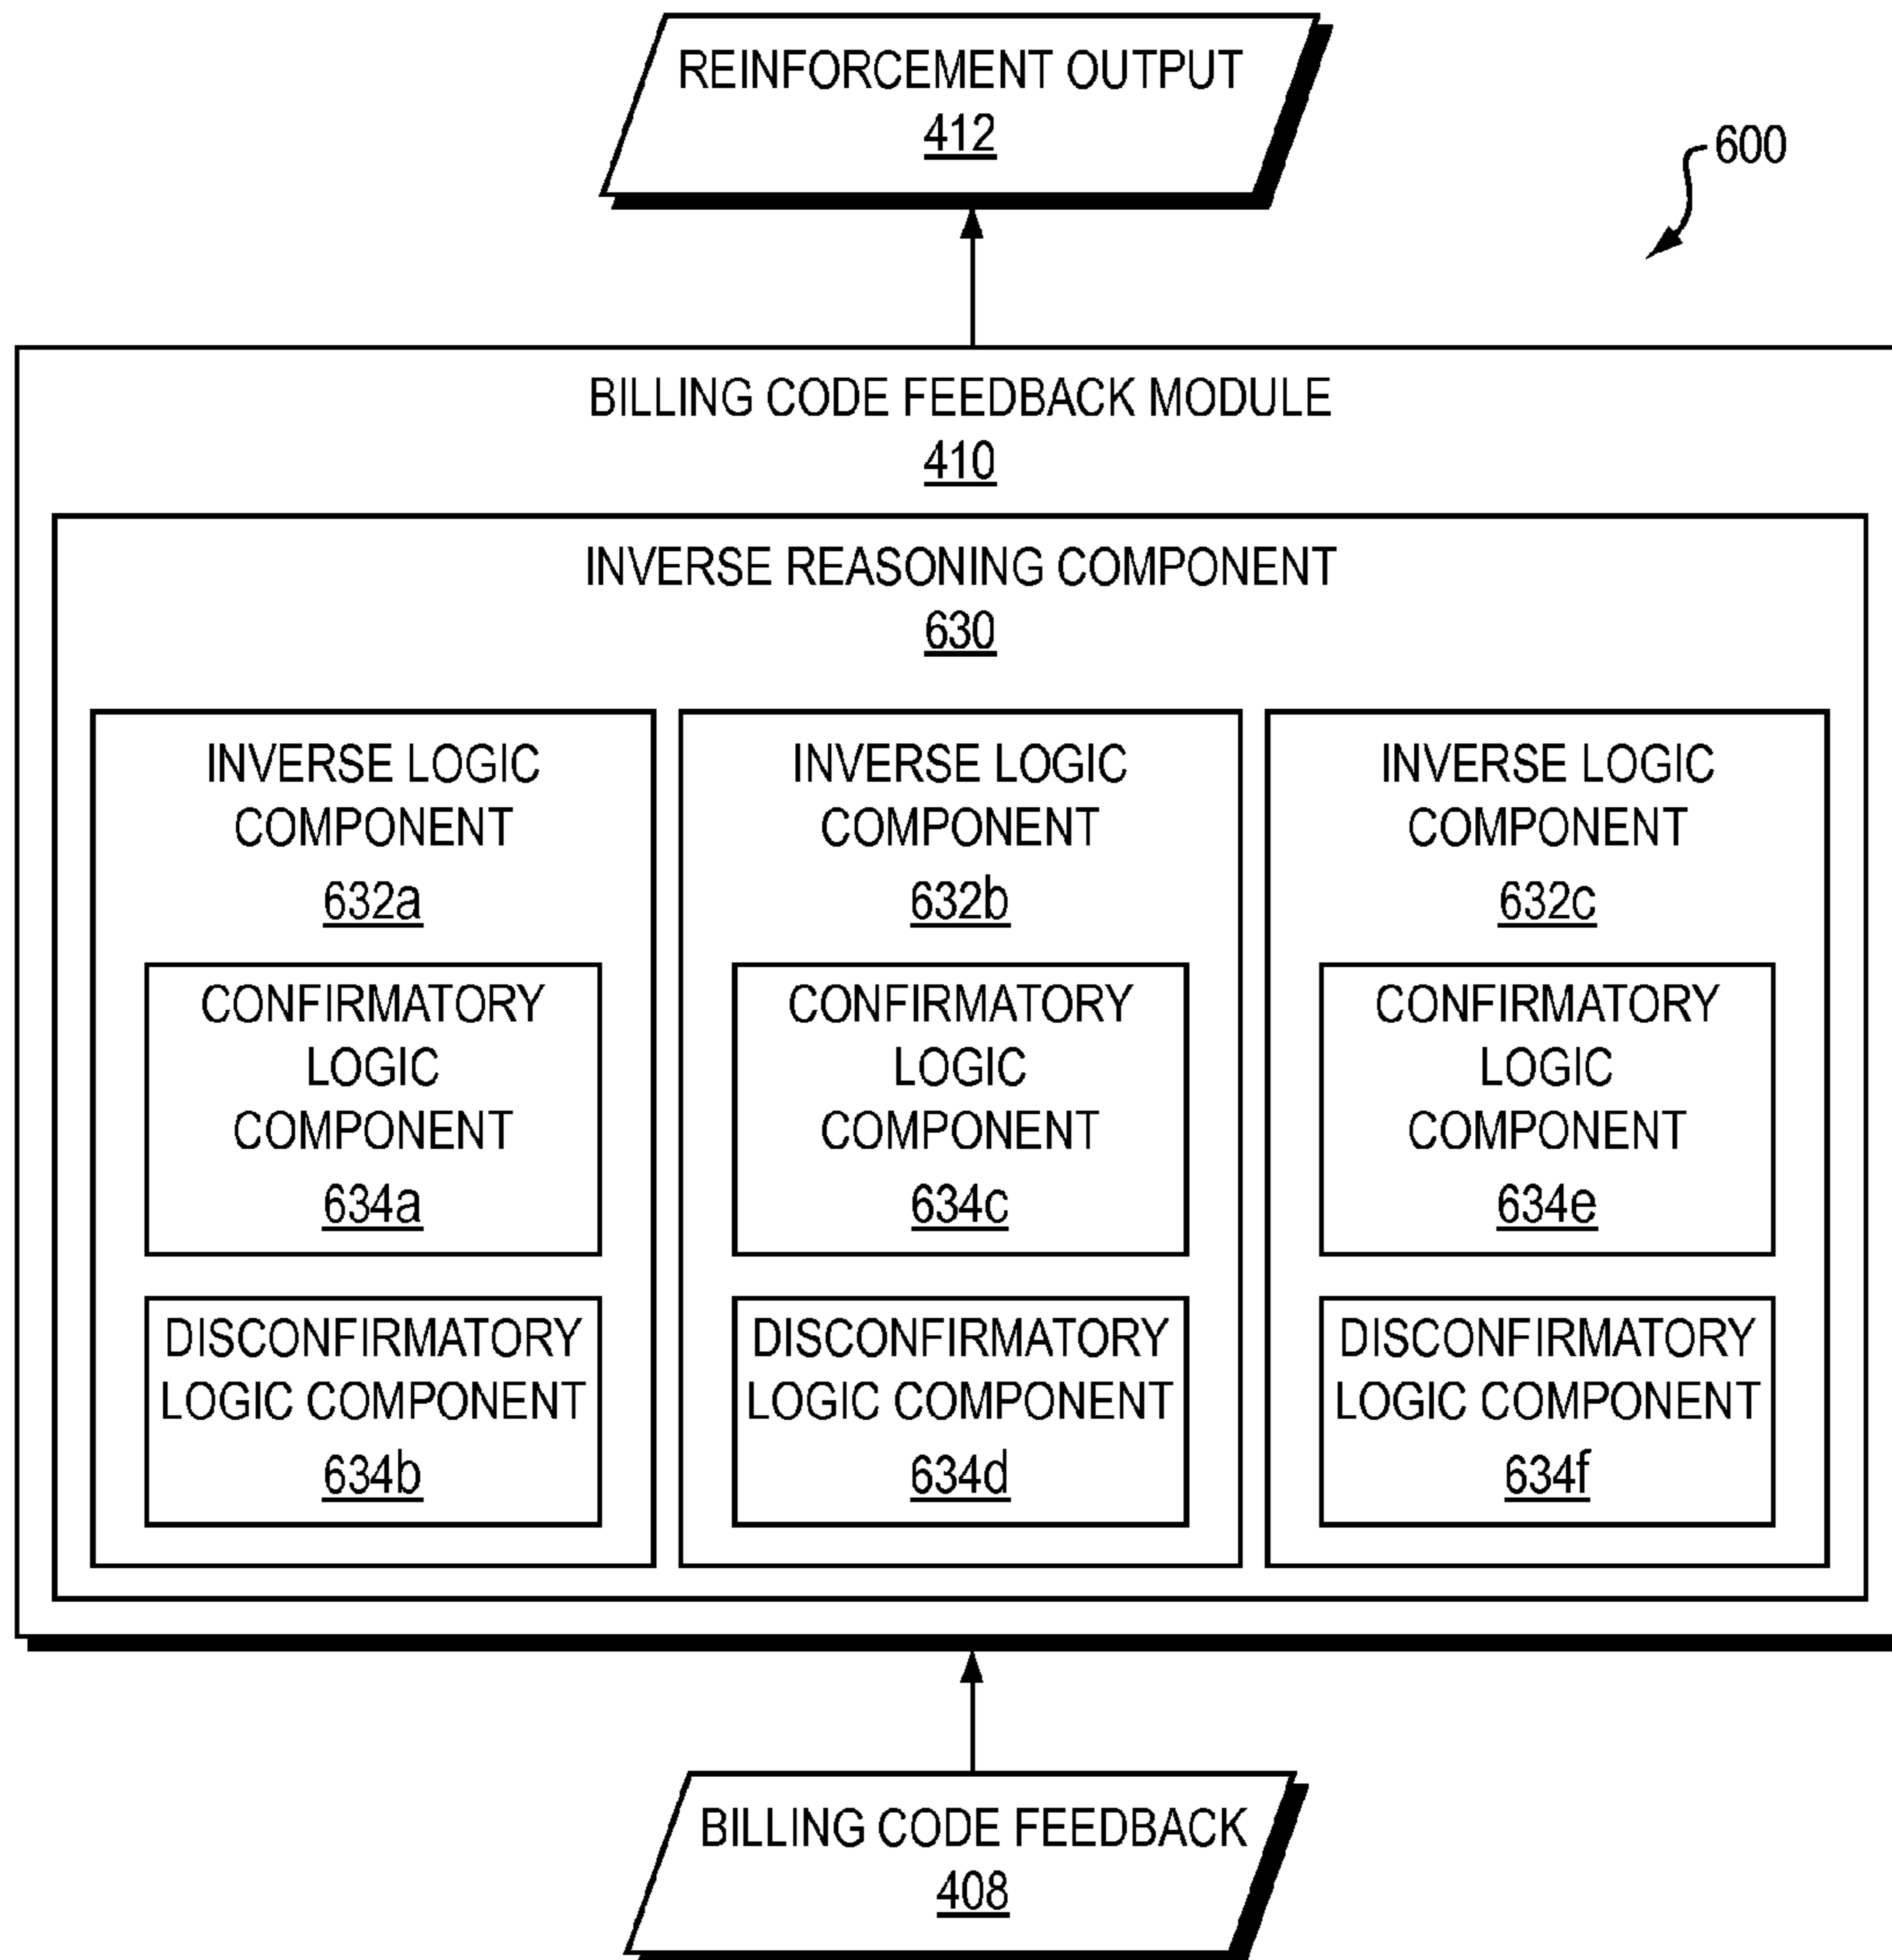 REINFORCEMENT OUTPUT
412
600
BILLING CODE FEEDBACK MODULE
410
INVERSE REASONING COMPONENT
630
INVERSE LOGIC
COMPONENT
632a
CONFIRMATORY
LOGIC
COMPONENT
634a
DISCONFIRMATORY
LOGIC COMPONENT
634b
INVERSE LOGIC
COMPONENT
632b
CONFIRMATORY
LOGIC
COMPONENT
634c
DISCONFIRMATORY
LOGIC COMPONENT
634d
INVERSE LOGIC
COMPONENT
632c
CONFIRMATORY
LOGIC
COMPONENT
634e
DISCONFIRMATORY
LOGIC COMPONENT
634f
BILLING CODE FEEDBACK
408